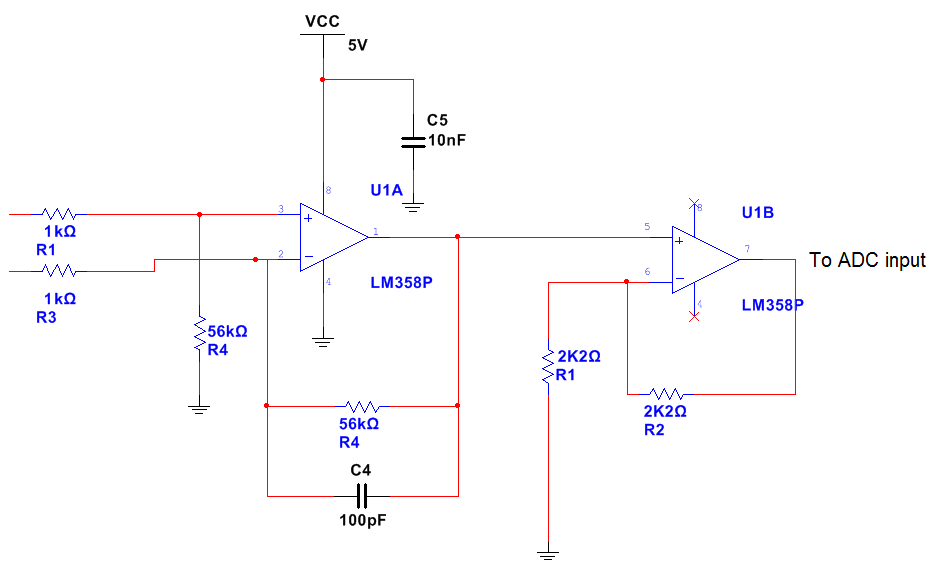 VCC
5V
C5
10nF
8
U1A
3
1kΩ
R1
2
1
4
LM358P
1kΩ
R3
56kΩ
R4
56kΩ
R4
C4
100pF
8
U1B
5
6
7
To ADC input
4
LM358P
2K2Ω
R1
2K2Ω
R2